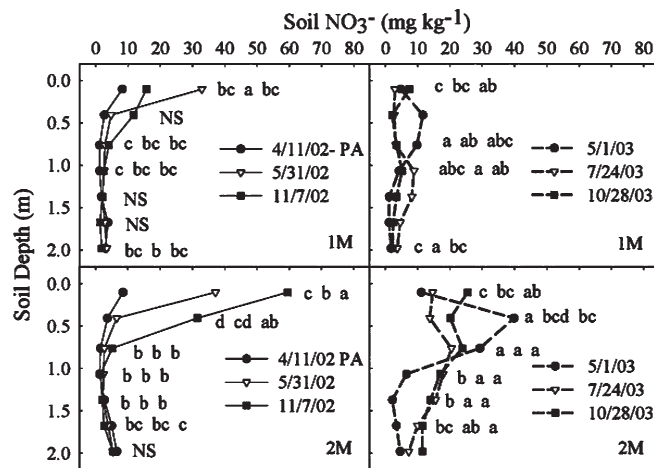 Soil NO3- (mg kg-1)
0 10 20 30 40 50 60 70 80
0 10 20 30 40 50 60 70 80
Soil Depth (m)
0.0
0.5
1.0
1.5
2.0
bc a bc
NS
c bc bc
c bc bc
NS
NS
bc b bc
4/11/02- PA
5/31/02
11/7/02
1M
c bc ab
a ab abc
abc a ab
c a bc
5/1/03
7/24/03
10/28/03
1M
0.0
0.5
1.0
1.5
2.0
c b a
d cd ab
b b b
b b b
b b b
bc bc c
NS
4/11/02 PA
5/31/02
11/7/02
2M
c bc ab
a bcd bc
a a a
b a a
b a a
bc ab a
5/1/03
7/24/03
10/28/03
2M